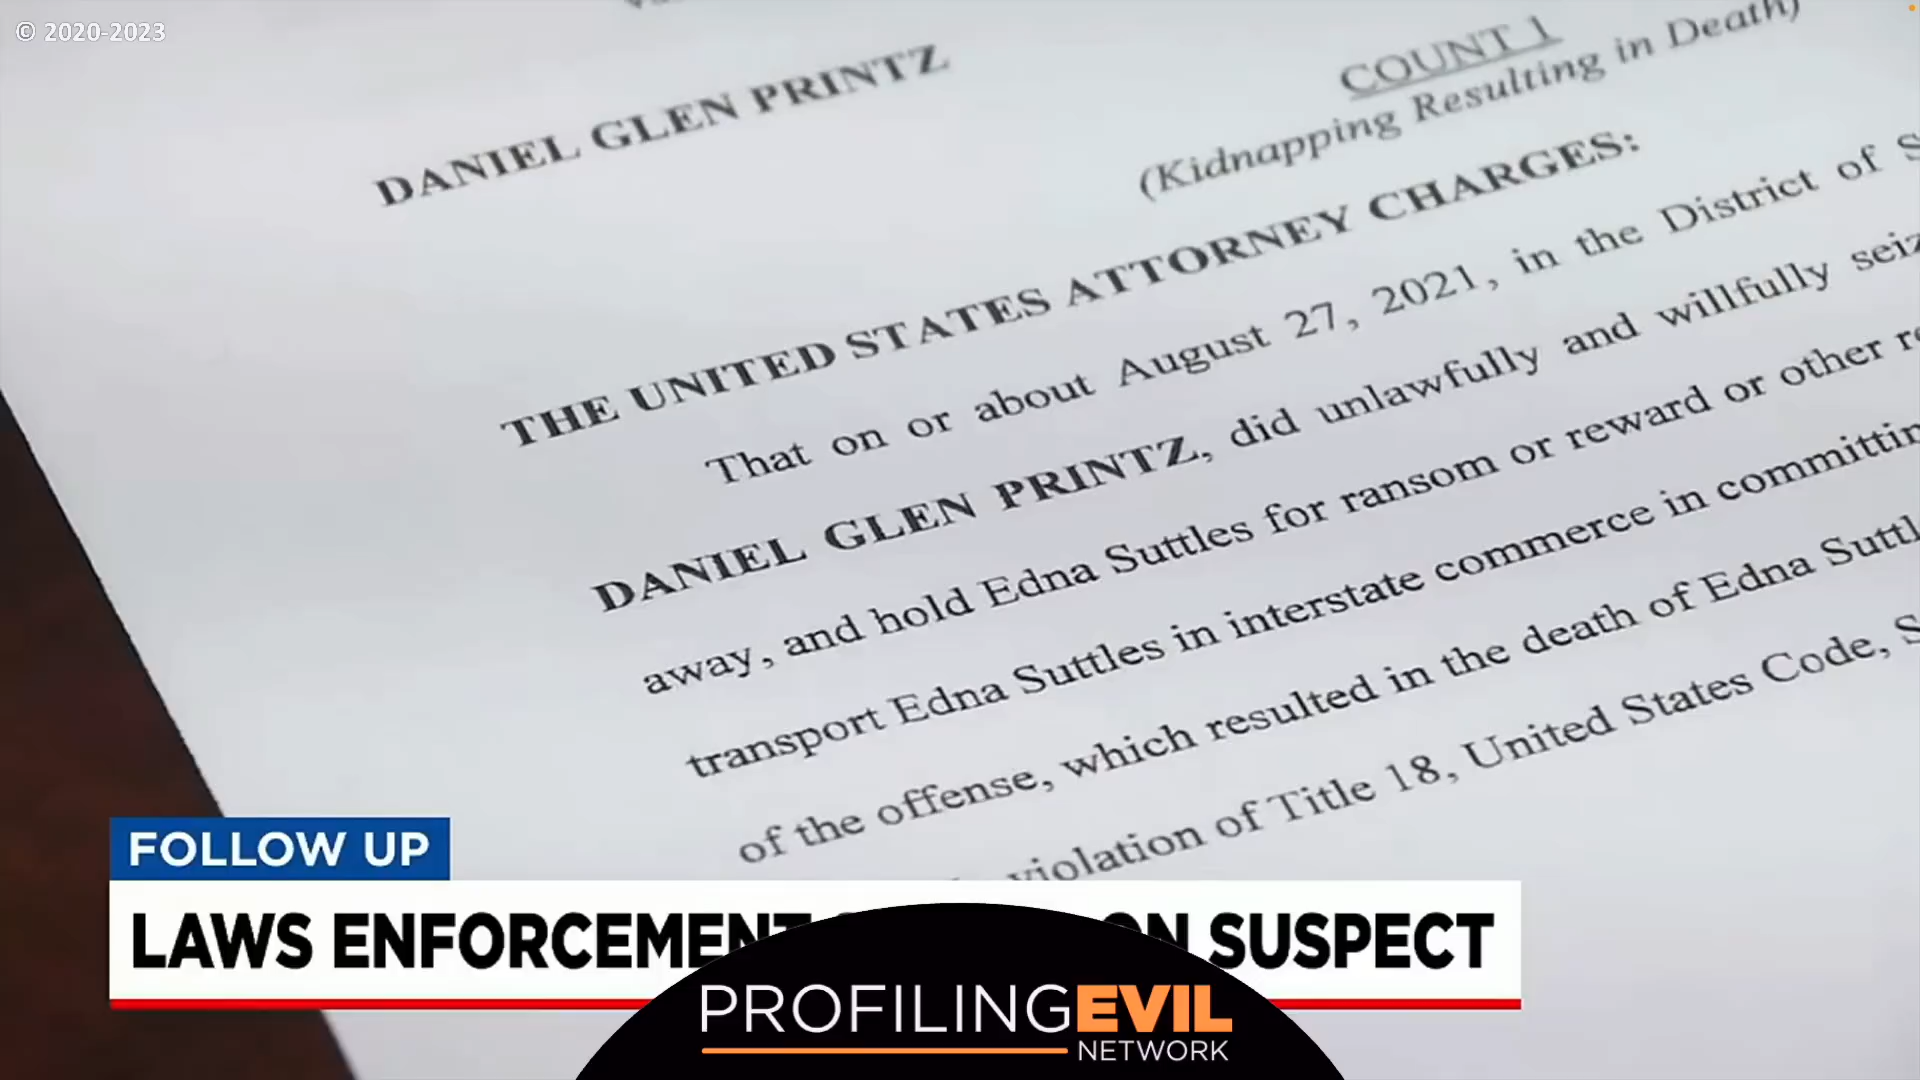 © 2020-2023
DANIEL GLEN PRINTZ
COUNT 1
(Kidnapping Resulting in Death)
THE UNITED STATES ATTORNEY CHARGES:
That on or about August 27, 2021, in the District of
DANIEL GLEN PRINTZ, did unlawfully and willfully
away, and hold Edna Suttles for ransom or reward or other
transport Edna Suttles in interstate commerce in
of the offense, which resulted in the death of Edna
violation of Title 18, United States Code,
FOLLOW UP
LAWS ENFORCEMENT ON SUSPECT
PROFILINGEVIL
NETWORK